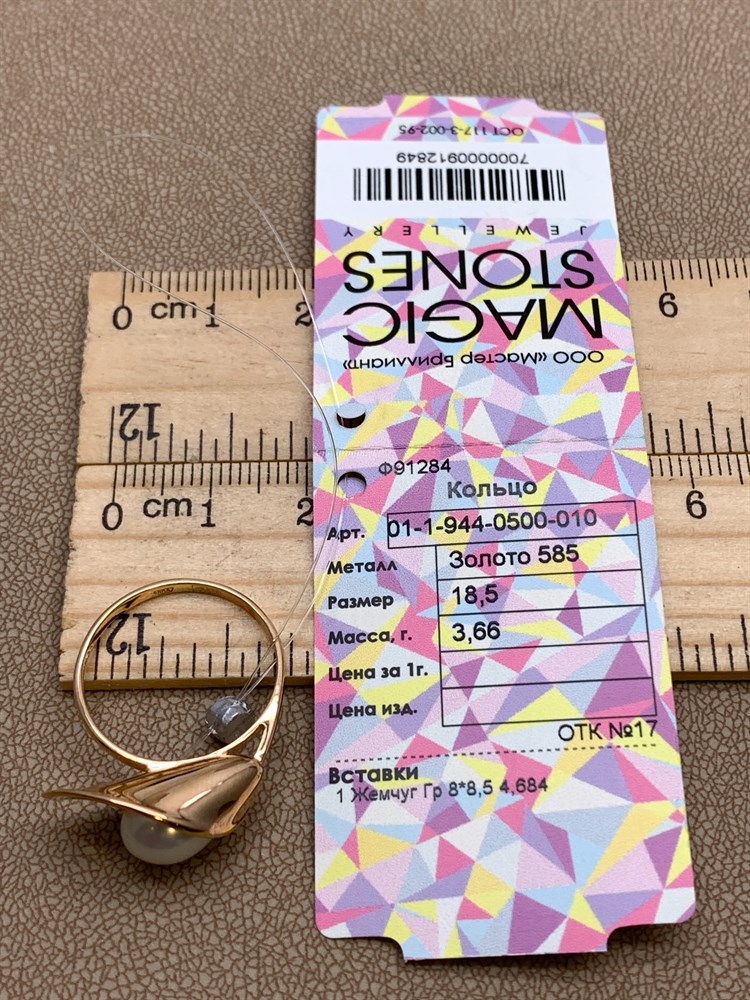 ОСТ 117-3-002-95
7000000912849
JEWELLERY
MAGIC
STONES
ООО «Мастер Бриллиант»
0 cm 1 2 6
12
0 cm 1 2 6
12
Ф91284
Кольцо
Арт. 01-1-944-0500-010
Металл Золото 585
Размер 18,5
Масса, г. 3,66
Цена за 1г.
Цена изд.
ОТК №17
Вставки
1 Жемчуг Гр 8*8,5 4,684